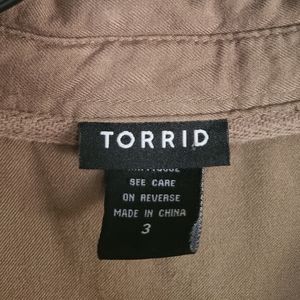 TORRID
SEE CARE
ON REVERSE
MADE IN CHINA
3